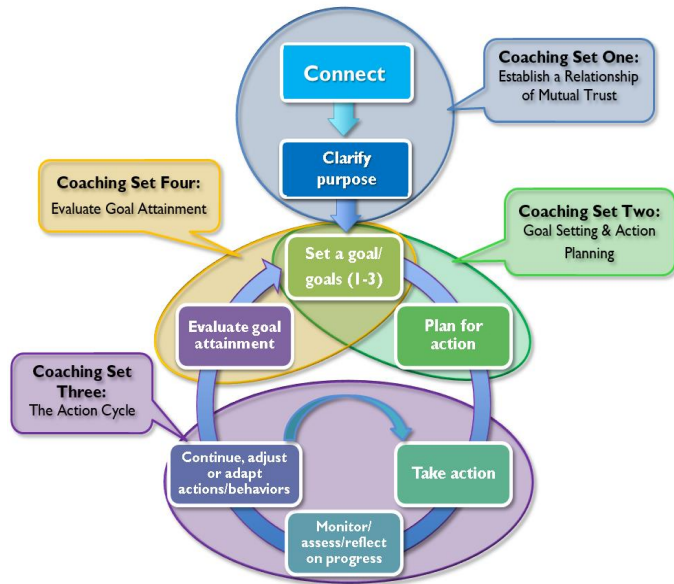 Connect
Coaching Set One:
Establish a Relationship
of Mutual Trust
Clarify
purpose
Coaching Set Four:
Evaluate Goal Attainment
Coaching Set Two:
Goal Setting & Action
Planning
Set a goal/
goals (1-3)
Evaluate goal
attainment
Plan for
action
Coaching Set
Three:
The Action Cycle
Continue, adjust
or adapt
actions/behaviors
Take action
Monitor/
assess/reflect
on progress